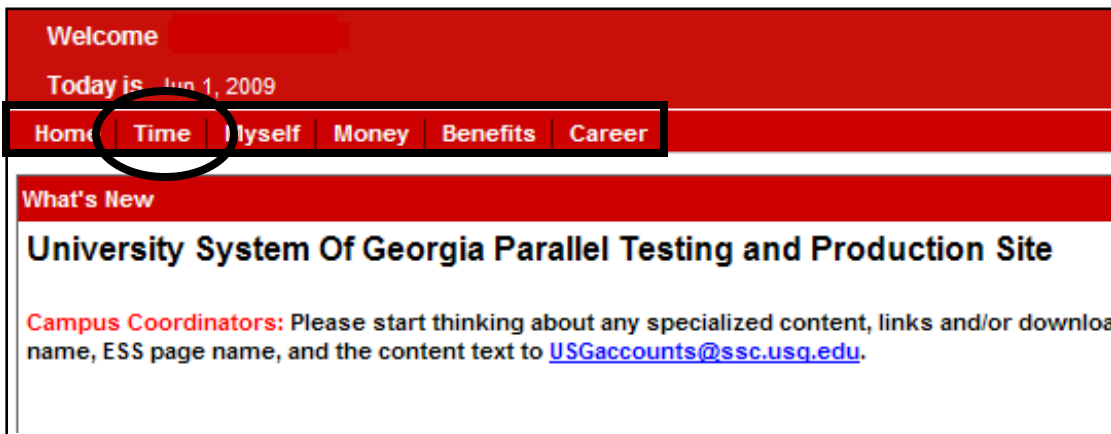 Welcome
Today is Jun 1, 2009
Home Time Myself Money Benefits Career
What's New
University System Of Georgia Parallel Testing and Production Site
Campus Coordinators: Please start thinking about any specialized content, links and/or downloa
name, ESS page name, and the content text to USGaccounts@ssc.usg.edu.